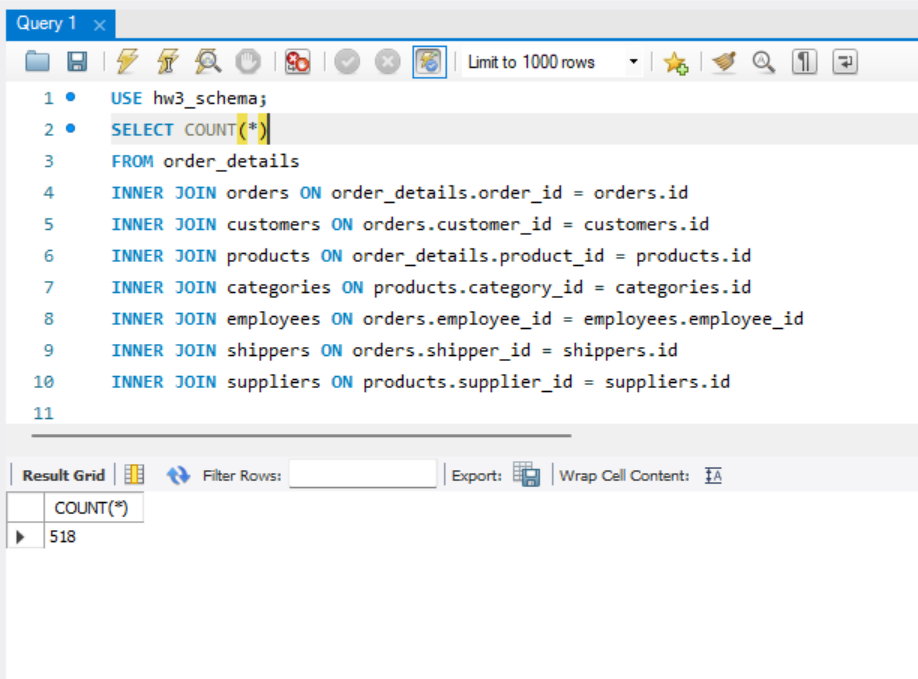 Query 1
Limit to 1000 rows
1 USE hw3_schema;
2 SELECT COUNT(*)
3 FROM order_details
4 INNER JOIN orders ON order_details.order_id = orders.id
5 INNER JOIN customers ON orders.customer_id = customers.id
6 INNER JOIN products ON order_details.product_id = products.id
7 INNER JOIN categories ON products.category_id = categories.id
8 INNER JOIN employees ON orders.employee_id = employees.employee_id
9 INNER JOIN shippers ON orders.shipper_id = shippers.id
10 INNER JOIN suppliers ON products.supplier_id = suppliers.id
11
Result Grid Filter Rows: Export: Wrap Cell Content: IA
COUNT(*)
518